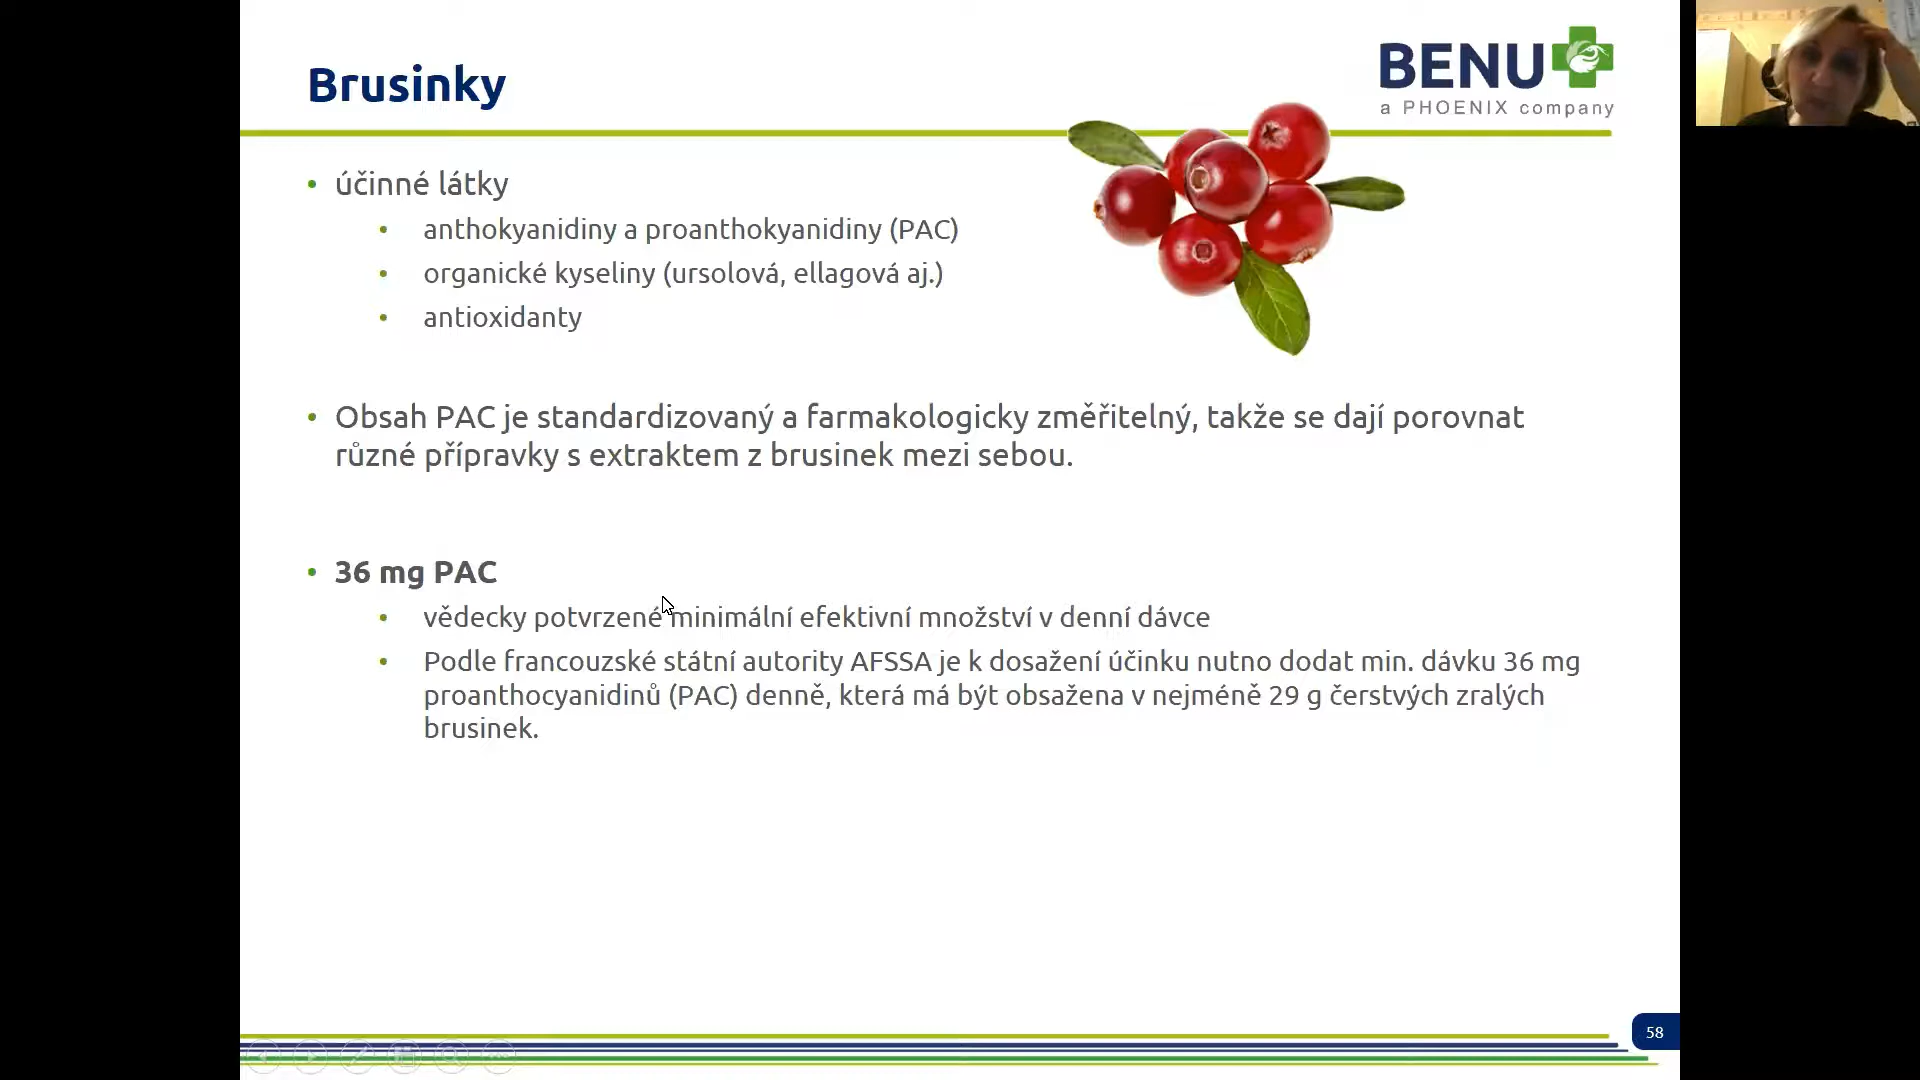 Brusinky
BENU
a PHOENIX company
• účinné látky
• anthokyanidiny a proanthokyanidiny (PAC)
• organické kyseliny (ursolová, ellagová aj.)
• antioxidanty
• Obsah PAC je standardizovaný a farmakologicky změřitelný, takže se dají porovnat
různé přípravky s extraktem z brusinek mezi sebou.
• 36 mg PAC
• vědecky potvrzené minimální efektivní množství v denní dávce
• Podle francouzské státní autority AFSSA je k dosažení účinku nutno dodat min. dávku 36 mg
proanthocyanidinů (PAC) denně, která má být obsažena v nejméně 29 g čerstvých zralých
brusinek.
58